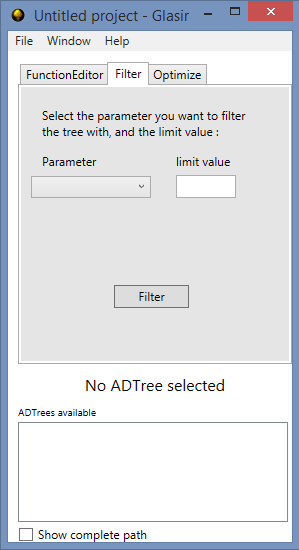 Untitled project - Glasir
File Window Help
FunctionEditor Filter Optimize
Select the parameter you want to filter
the tree with, and the limit value :
Parameter limit value
Filter
No ADTree selected
ADTrees available
Show complete path